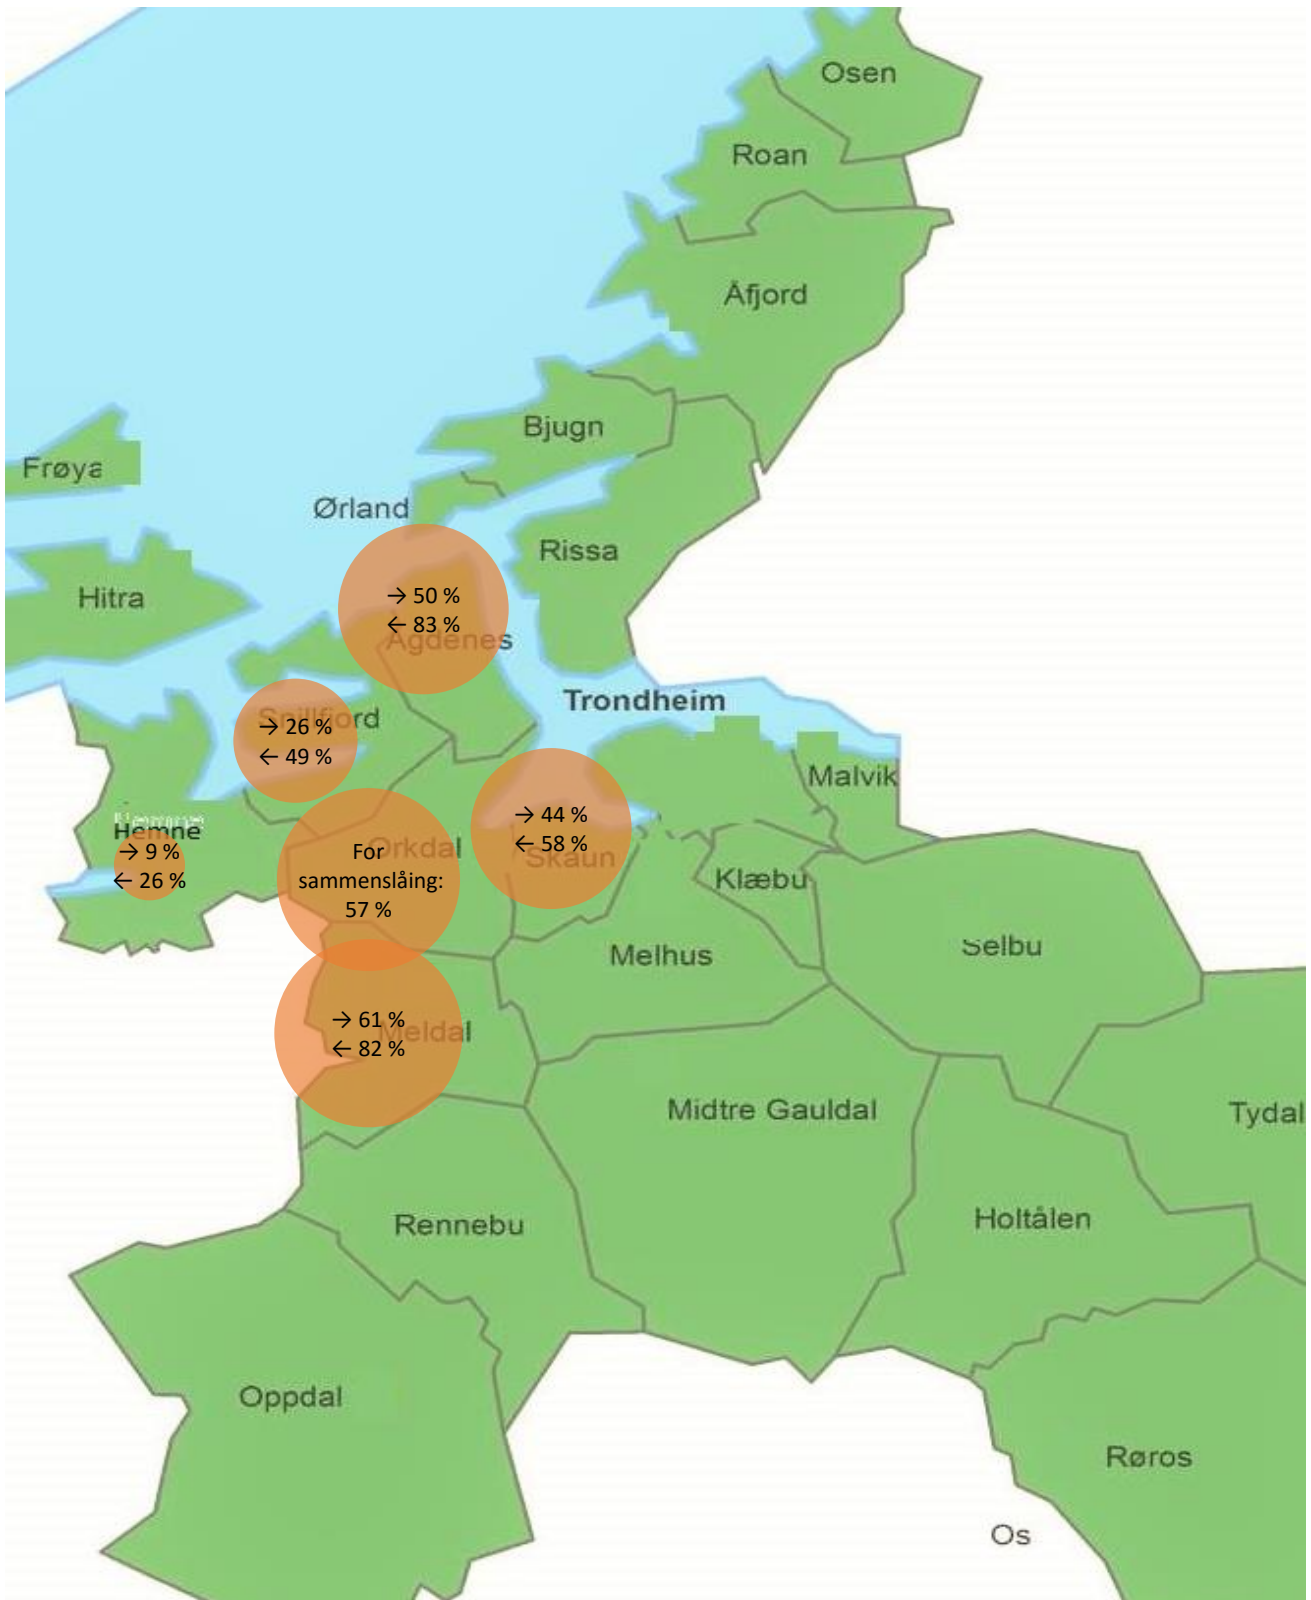 Osen
Roan
Åfjord
Bjugn
Frøya
Ørland
Rissa
Hitra
→ 50 %
← 83 %
Agdenes
Trondheim
Snillfjord
→ 26 %
← 49 %
Malvik
Hemne
→ 9 %
← 26 %
Orkdal
For
sammenslåing:
57 %
→ 44 %
← 58 %
Skaun
Klæbu
Melhus
Selbu
→ 61 %
← 82 %
Meldal
Midtre Gauldal
Tydal
Rennebu
Holtålen
Oppdal
Røros
Os